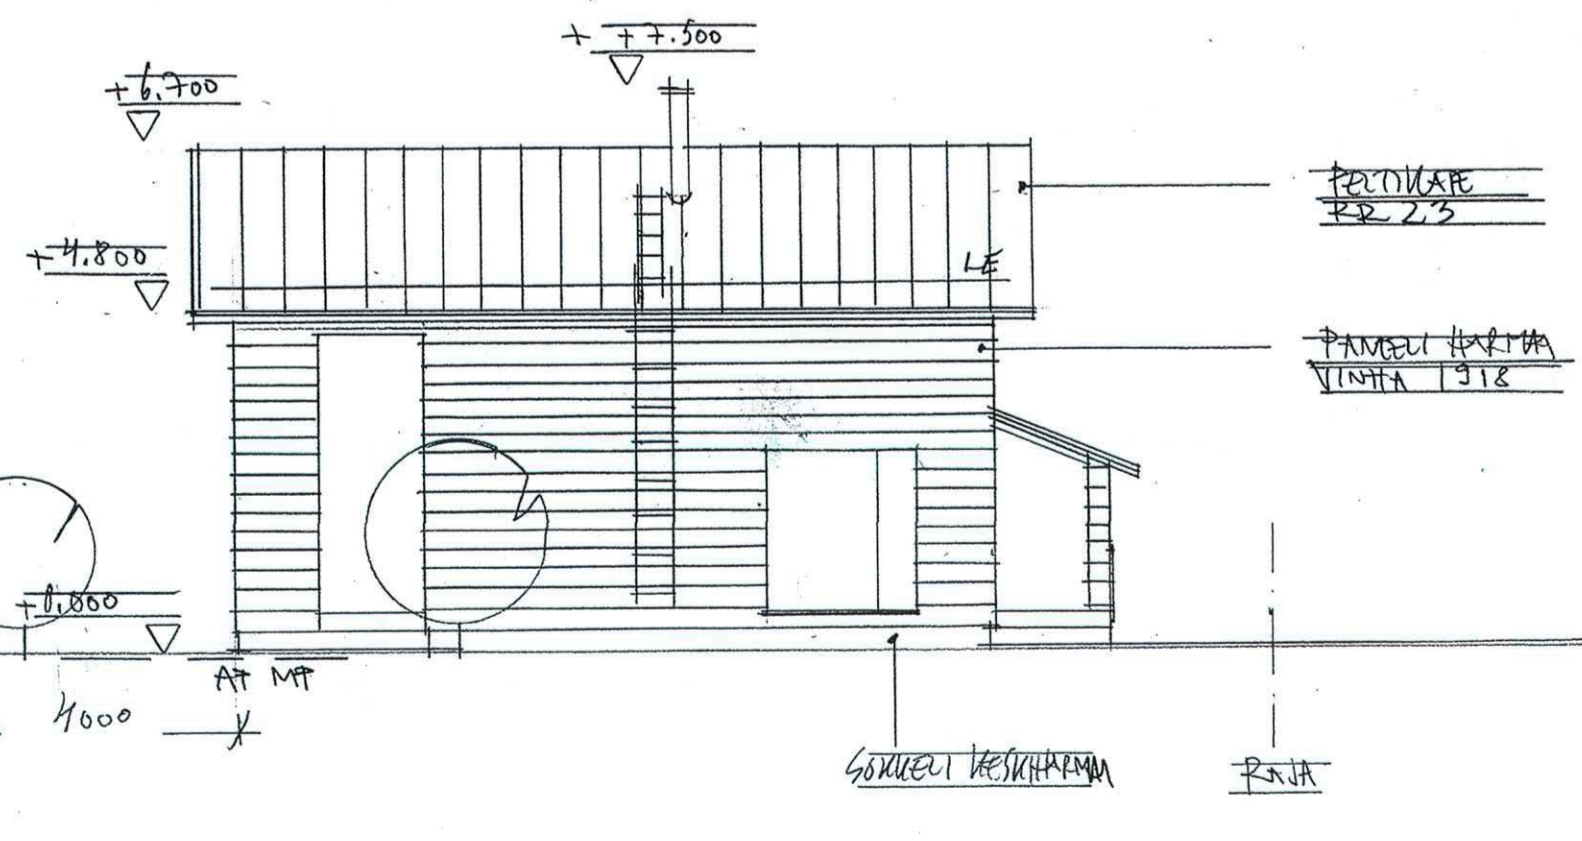 + +7.500
+6.700
PELTIKATE
RR 23
+4.800
LE
PANEELI HARMAA
VINHA 1918
+0.000
AP MP
4000
SOKKELI KESKIHARMAA
RAJA